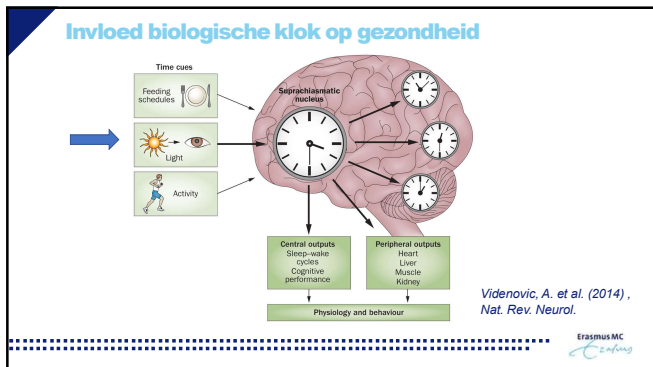 Invloed biologische klok op gezondheid
Time cues
Feeding
schedules
Light
Activity
Suprachiasmatic
nucleus
Central outputs
Sleep–wake
cycles
Cognitive
performance
Peripheral outputs
Heart
Liver
Muscle
Kidney
Physiology and behaviour
Videnovic, A. et al. (2014) ,
Nat. Rev. Neurol.
Erasmus MC
Erasmus